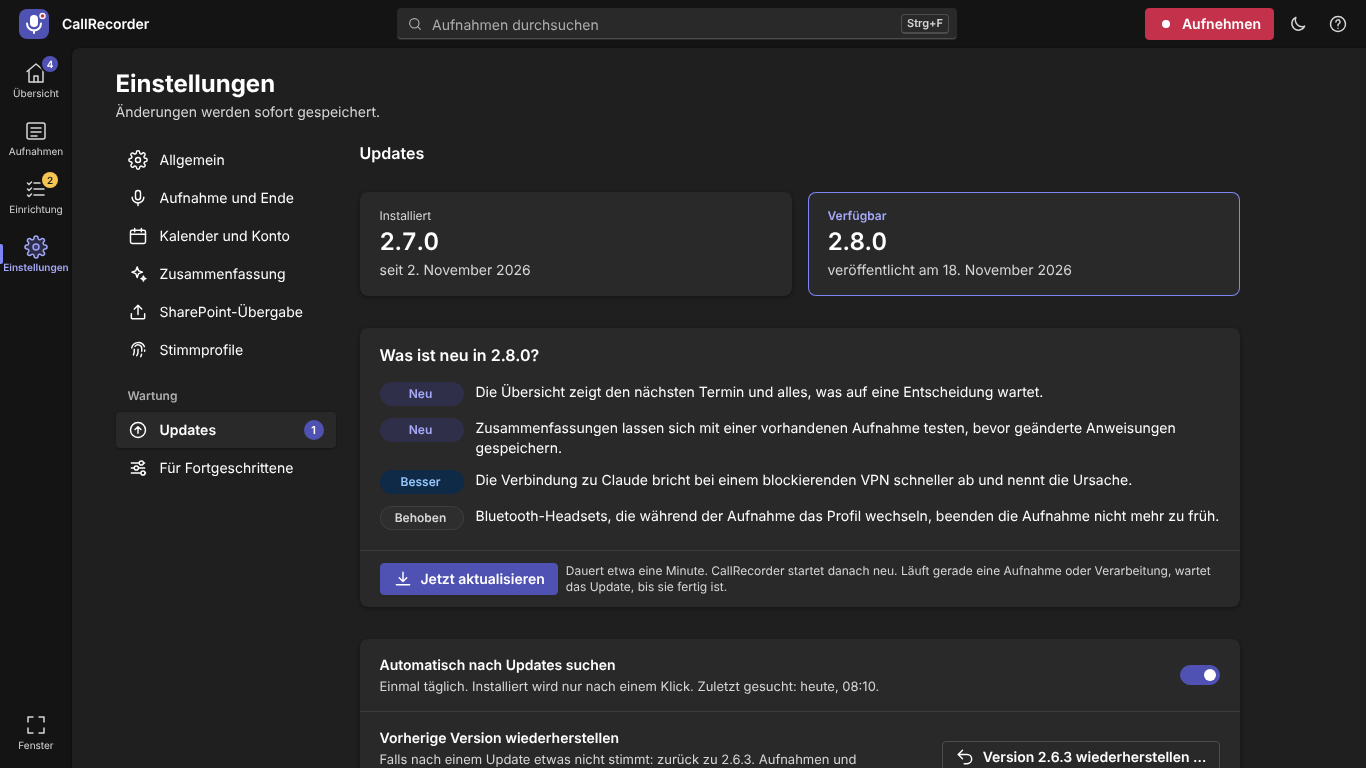 CallRecorder
Aufnahmen durchsuchen
Strg+F
Aufnehmen
4
Übersicht
Aufnahmen
2
Einrichtung
Einstellungen
Fenster
Einstellungen
Änderungen werden sofort gespeichert.
Allgemein
Aufnahme und Ende
Kalender und Konto
Zusammenfassung
SharePoint-Übergabe
Stimmprofile
Wartung
Updates
1
Für Fortgeschrittene
Updates
Installiert
2.7.0
seit 2. November 2026
Verfügbar
2.8.0
veröffentlicht am 18. November 2026
Was ist neu in 2.8.0?
Neu
Die Übersicht zeigt den nächsten Termin und alles, was auf eine Entscheidung wartet.
Neu
Zusammenfassungen lassen sich mit einer vorhandenen Aufnahme testen, bevor geänderte Anweisungen
gespeichern.
Besser
Die Verbindung zu Claude bricht bei einem blockierenden VPN schneller ab und nennt die Ursache.
Behoben
Bluetooth-Headsets, die während der Aufnahme das Profil wechseln, beenden die Aufnahme nicht mehr zu früh.
Jetzt aktualisieren
Dauert etwa eine Minute. CallRecorder startet danach neu. Läuft gerade eine Aufnahme oder Verarbeitung, wartet
das Update, bis sie fertig ist.
Automatisch nach Updates suchen
Einmal täglich. Installiert wird nur nach einem Klick. Zuletzt gesucht: heute, 08:10.
Vorherige Version wiederherstellen
Falls nach einem Update etwas nicht stimmt: zurück zu 2.6.3. Aufnahmen und
Version 2.6.3 wiederherstellen ...